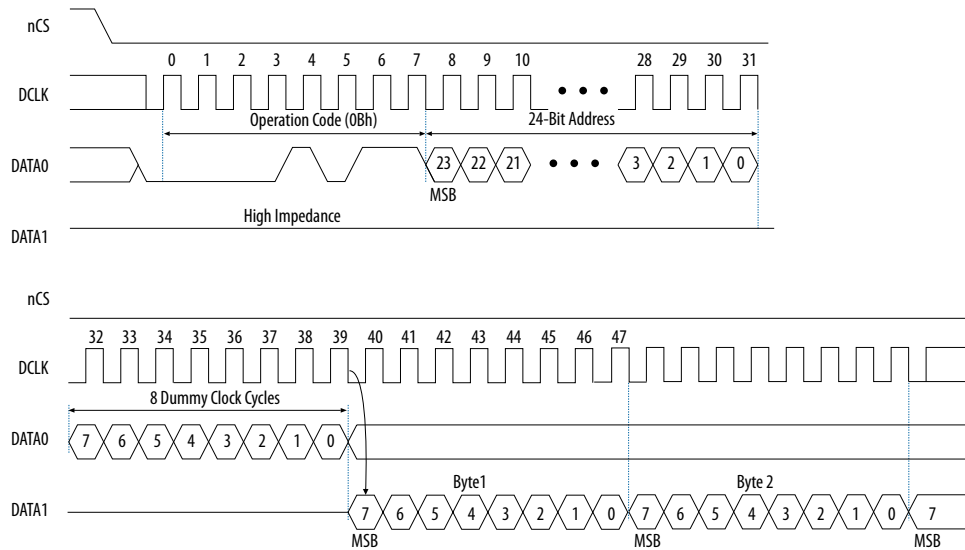 nCS
0 1 2 3 4 5 6 7 8 9 10 28 29 30 31
DCLK
Operation Code (0Bh) 24-Bit Address
DATA0 23 22 21 3 2 1 0
MSB
High Impedance
DATA1
nCS
32 33 34 35 36 37 38 39 40 41 42 43 44 45 46 47
DCLK
8 Dummy Clock Cycles
DATA0 7 6 5 4 3 2 1 0
Byte1 Byte 2
DATA1 7 6 5 4 3 2 1 0 7 6 5 4 3 2 1 0 7
MSB MSB MSB